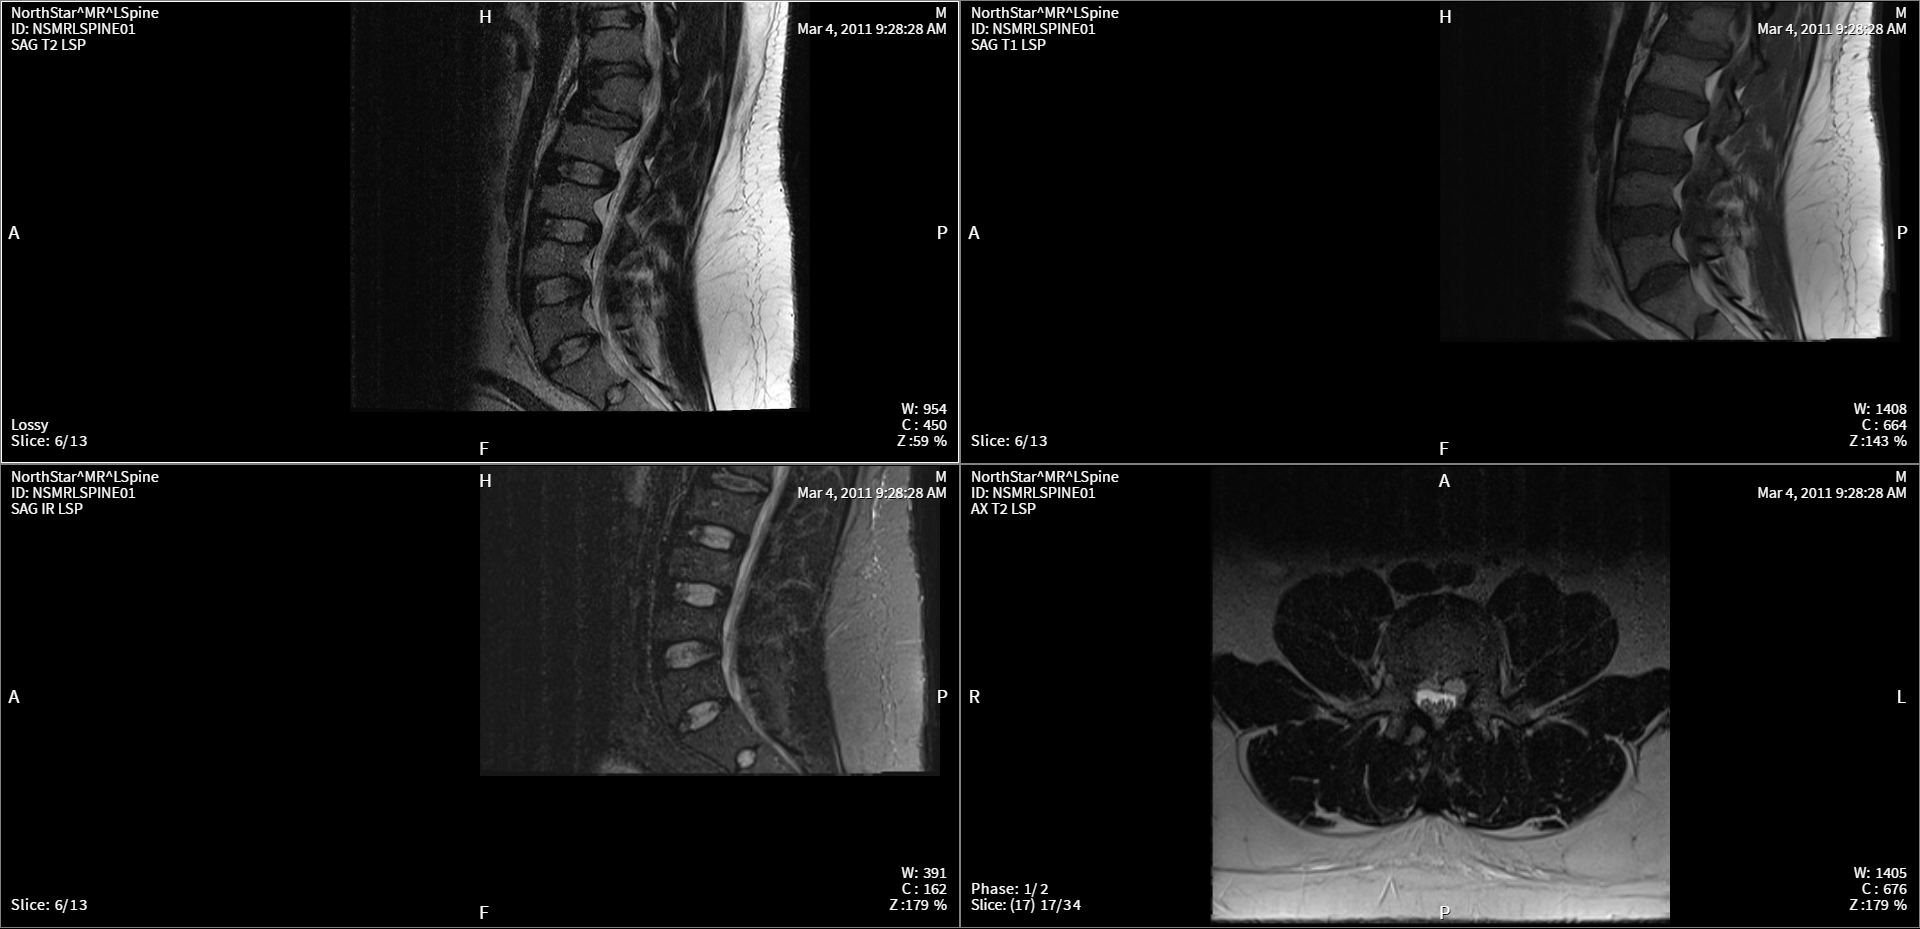 NorthStar^MR^LSpine
ID: NSMRLSPINE01
SAG T2 LSP
H
M
Mar 4, 2011 9:28:28 AM
A
P
Lossy
Slice: 6/13
F
W: 954
C : 450
Z :59 %
NorthStar^MR^LSpine
ID: NSMRLSPINE01
SAG T1 LSP
H
M
Mar 4, 2011 9:28:28 AM
A
P
Slice: 6/13
F
W: 1408
C : 664
Z :143 %
NorthStar^MR^LSpine
ID: NSMRLSPINE01
SAG IR LSP
H
M
Mar 4, 2011 9:28:28 AM
A
P
Slice: 6/13
F
W: 391
C : 162
Z :179 %
NorthStar^MR^LSpine
ID: NSMRLSPINE01
AX T2 LSP
A
M
Mar 4, 2011 9:28:28 AM
R
L
Phase: 1/ 2
Slice: (17) 17/34
P
W: 1405
C : 676
Z :179 %